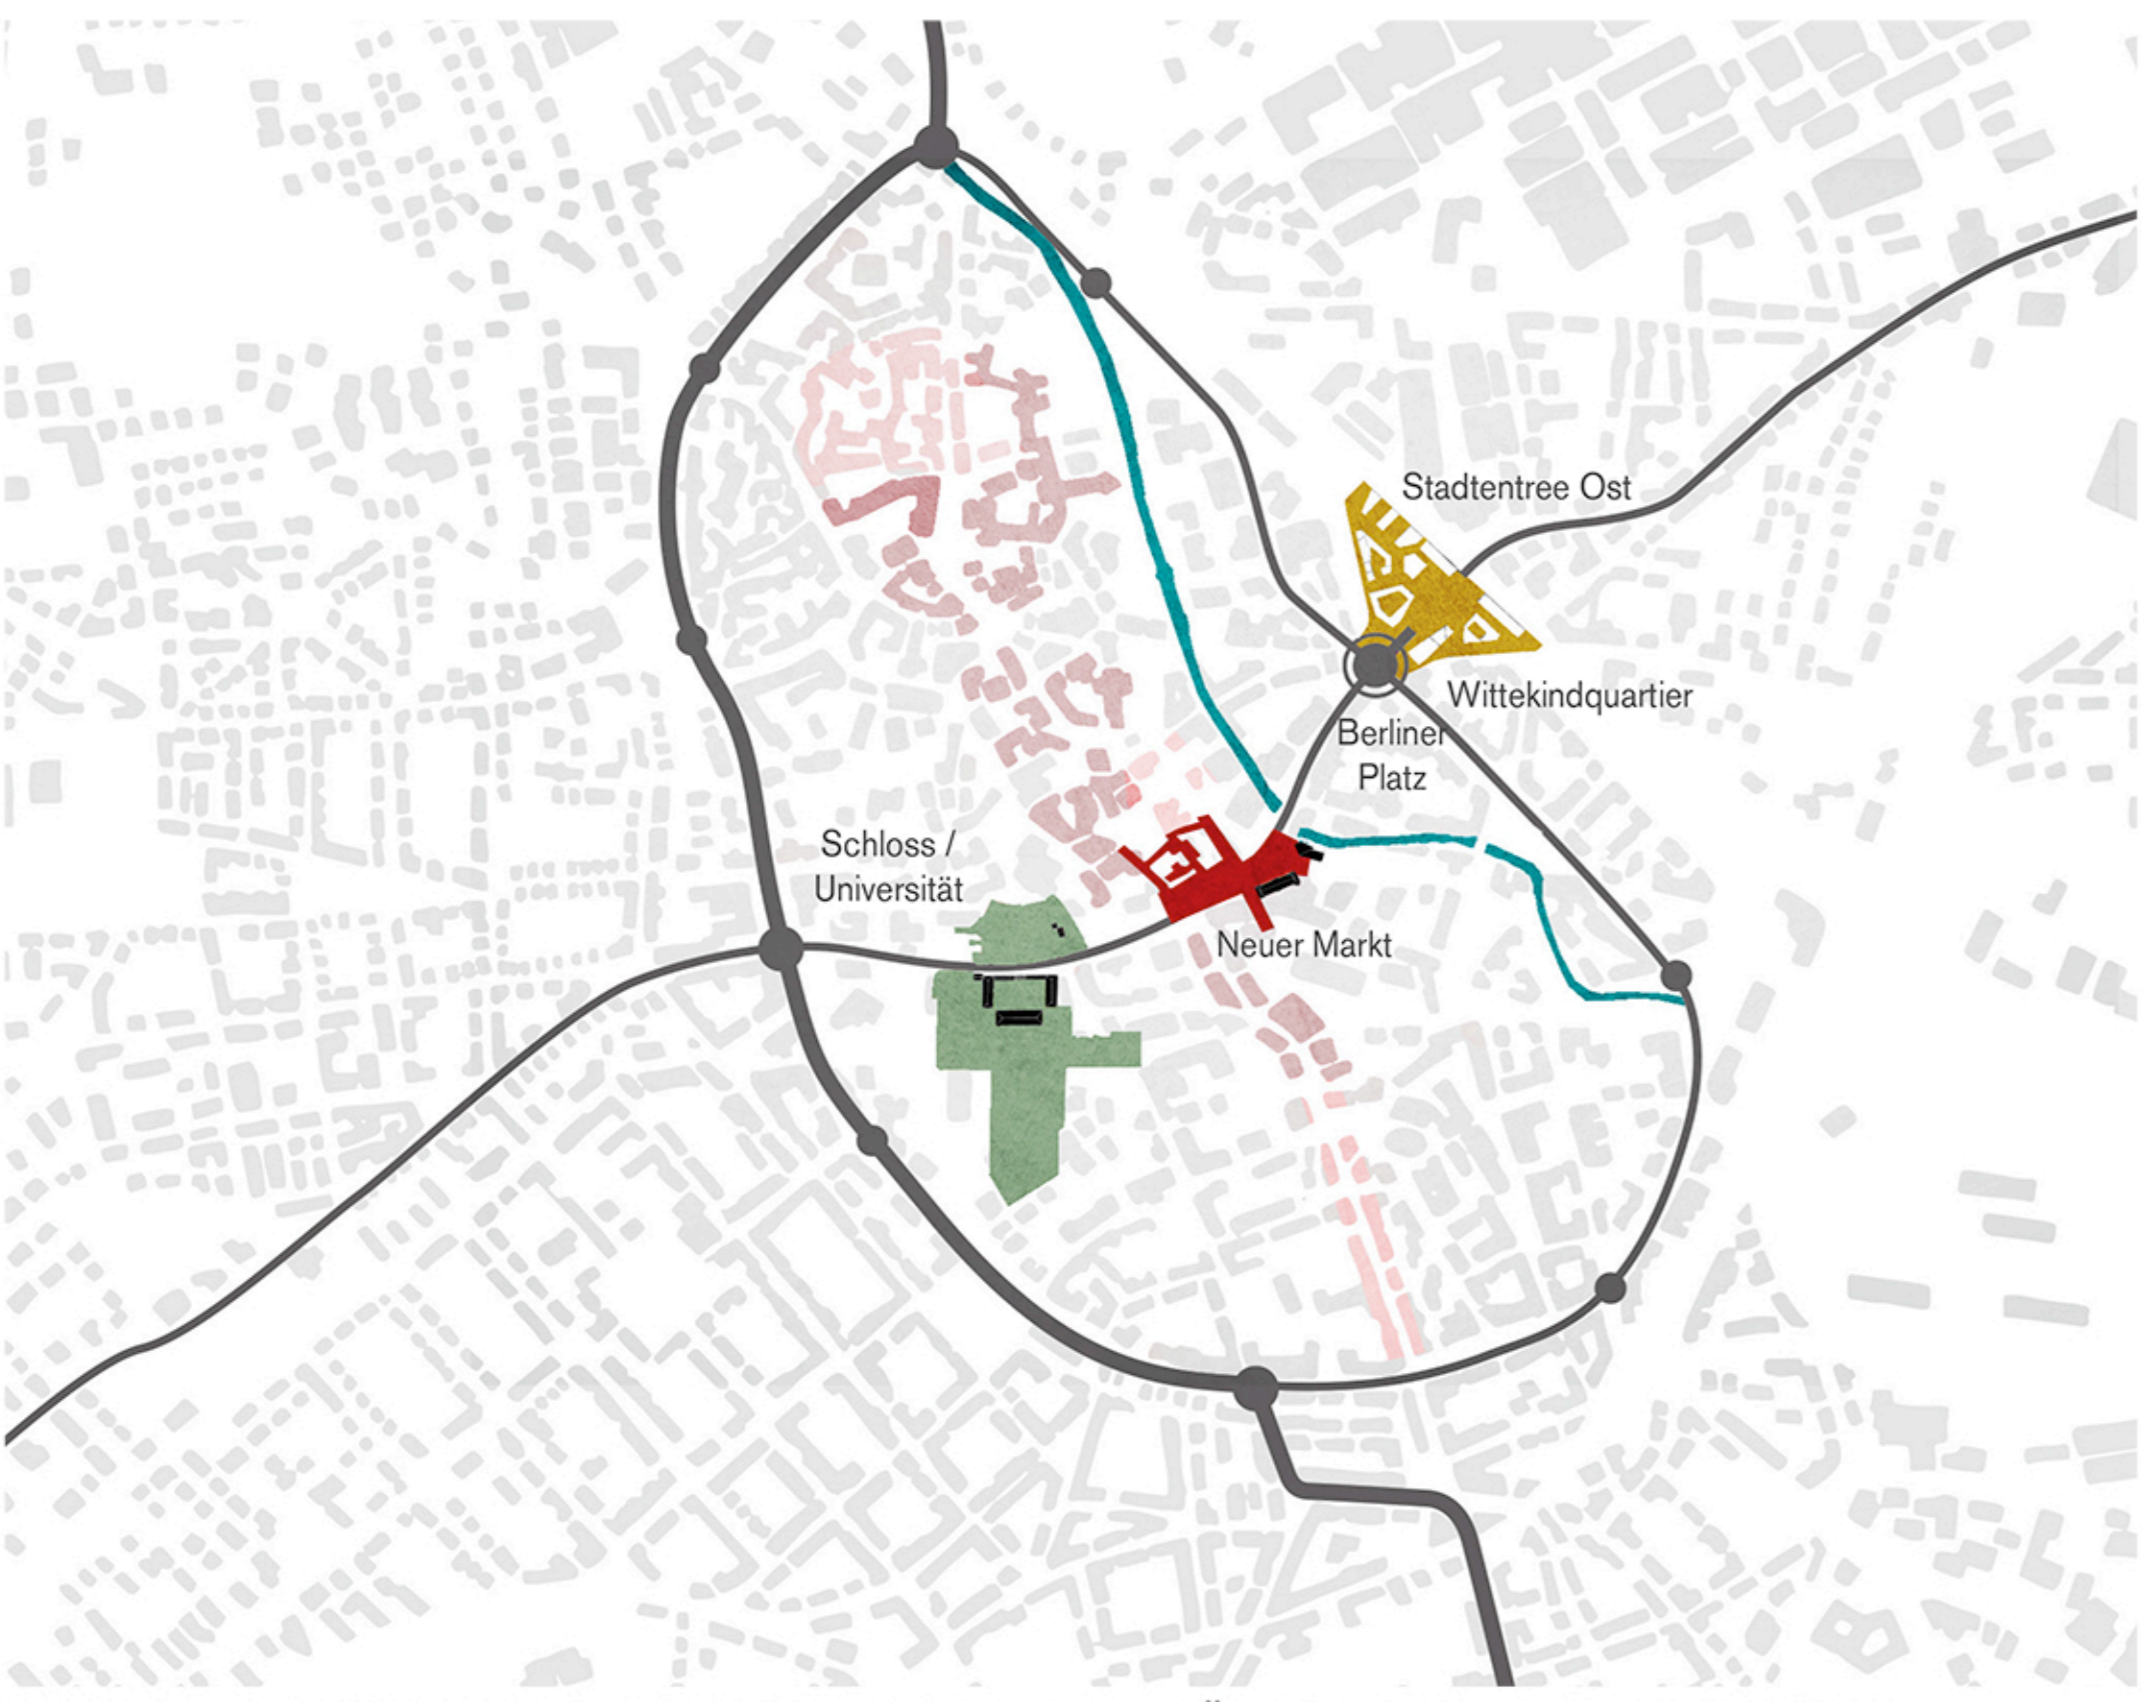 Stadtentree Ost
Wittekindquartier
Berliner
Platz
Schloss /
Universität
Neuer Markt